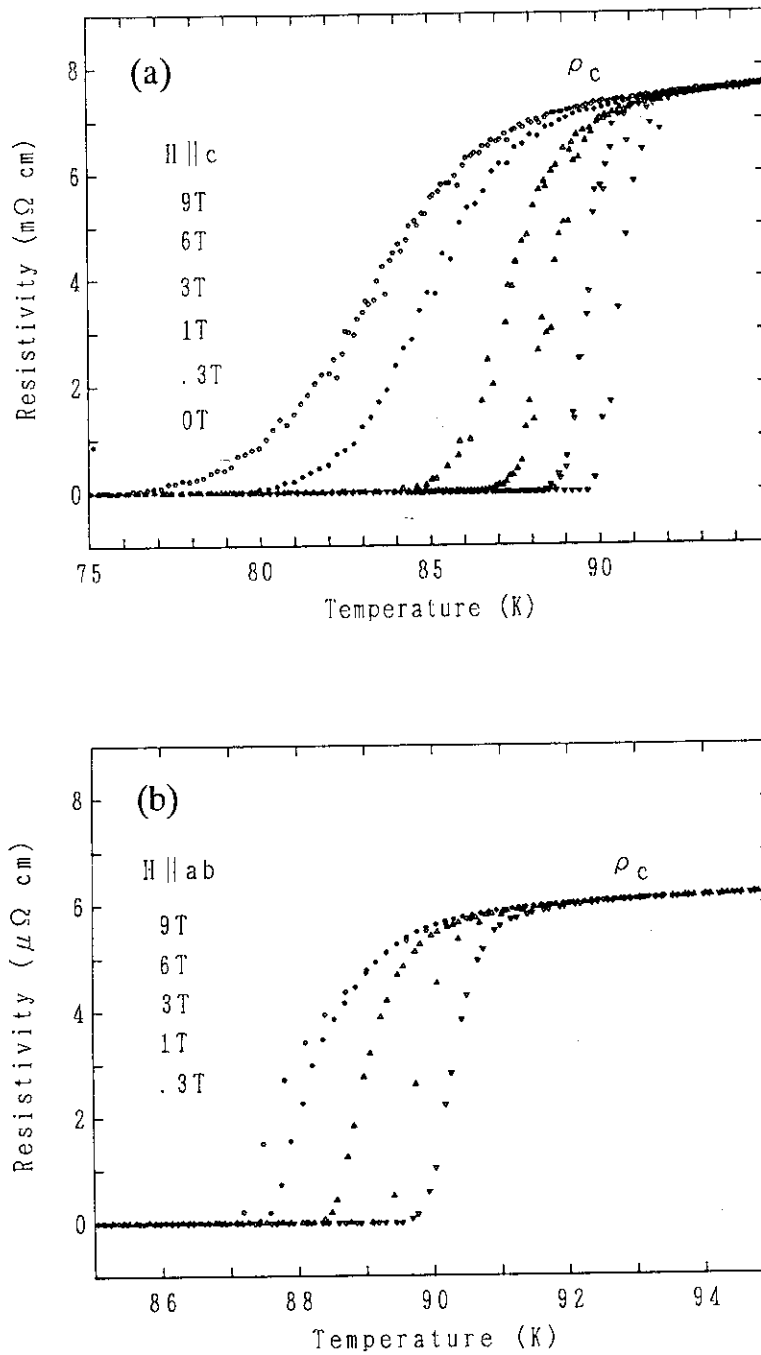 (a)
ρc
H||c
9T
6T
3T
1T
.3T
0T
Resistivity (mΩ cm)
8
6
4
2
0
75
80
85
90
Temperature (K)
(b)
ρc
H||ab
9T
6T
3T
1T
.3T
Resistivity (μΩ cm)
8
6
4
2
0
86
88
90
92
94
Temperature (K)